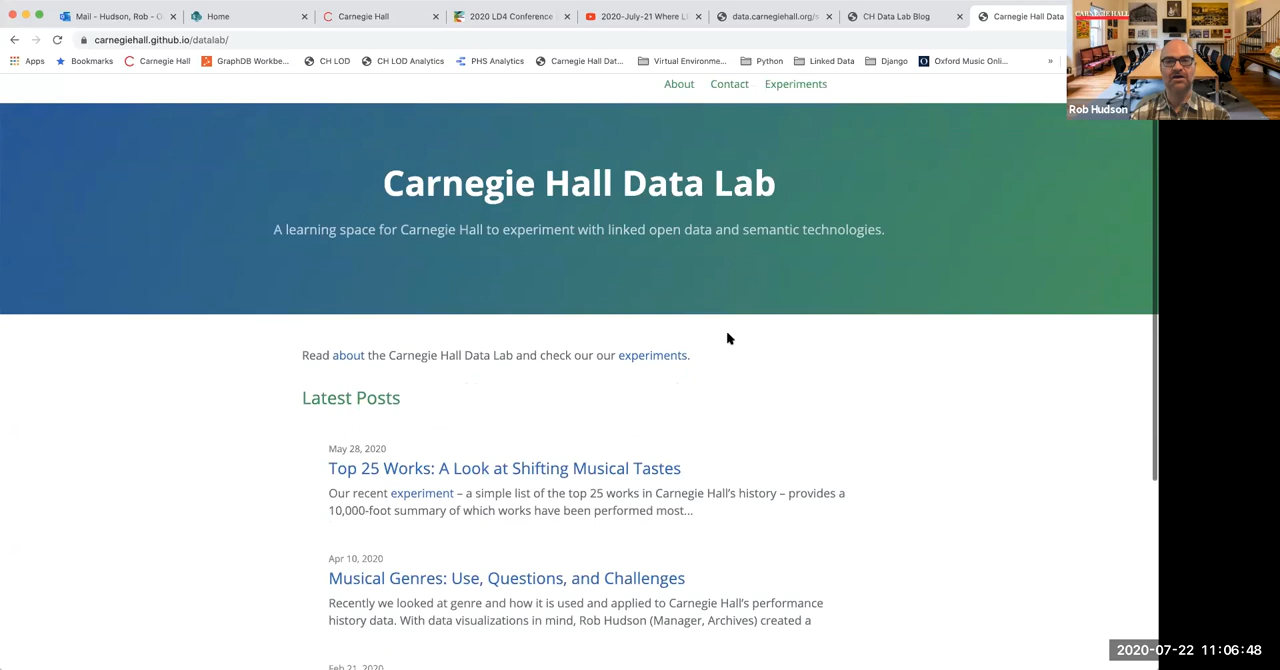 Mail - Hudson, Rob - O
Home
Carnegie Hall
2020 LD4 Conference
2020-July-21 Where L
data.carnegiehall.org/s
CH Data Lab Blog
Carnegie Hall Data
carnegiehall.github.io/datalab/
Apps
Bookmarks
Carnegie Hall
GraphDB Workbe...
CH LOD
CH LOD Analytics
PHS Analytics
Carnegie Hall Dat...
Virtual Environme...
Python
Linked Data
Django
Oxford Music Onli...
»
CARNEGIE HALL
Rob Hudson
About
Contact
Experiments
Carnegie Hall Data Lab
A learning space for Carnegie Hall to experiment with linked open data and semantic technologies.
Read about the Carnegie Hall Data Lab and check our our experiments.
Latest Posts
May 28, 2020
Top 25 Works: A Look at Shifting Musical Tastes
Our recent experiment – a simple list of the top 25 works in Carnegie Hall's history – provides a
10,000-foot summary of which works have been performed most...
Apr 10, 2020
Musical Genres: Use, Questions, and Challenges
Recently we looked at genre and how it is used and applied to Carnegie Hall's performance
history data. With data visualizations in mind, Rob Hudson (Manager, Archives) created a
Feb 21, 2020
2020-07-22 11:06:48